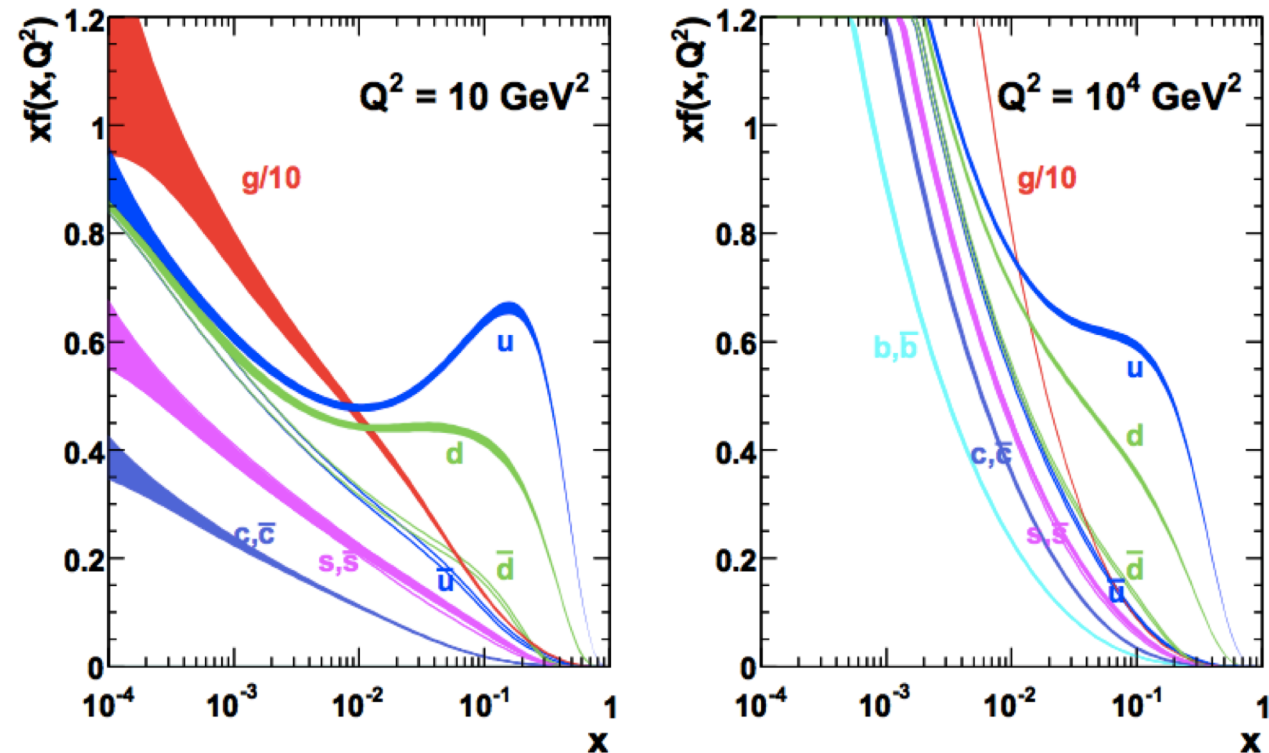 xf(x,Q²)
Q² = 10 GeV²
1.2
1
0.8
0.6
0.4
0.2
0
g/10
u
d
c,c̅
s,s̅
u̅
d̅
10⁻⁴
10⁻³
10⁻²
10⁻¹
1
x
xf(x,Q²)
Q² = 10⁴ GeV²
1.2
1
0.8
0.6
0.4
0.2
0
g/10
b,b̅
u
d
c,c̅
s,s̅
d̅
u̅
10⁻⁴
10⁻³
10⁻²
10⁻¹
1
x